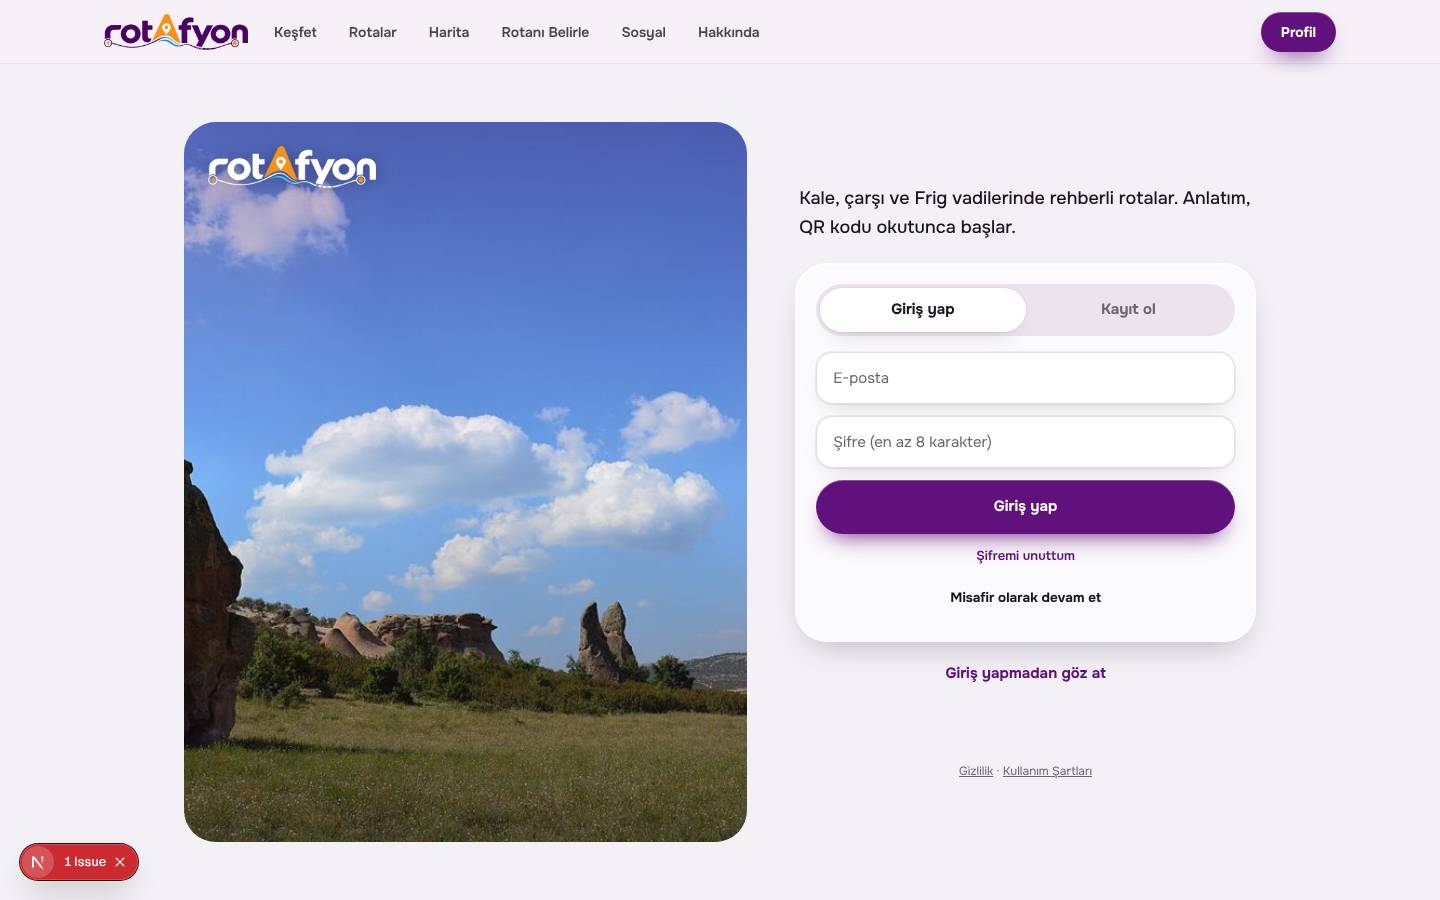 rotAfyon
Keşfet
Rotalar
Harita
Rotanı Belirle
Sosyal
Hakkında
Profil
rotAfyon
Kale, çarşı ve Frig vadilerinde rehberli rotalar. Anlatım,
QR kodu okutunca başlar.
Giriş yap
Kayıt ol
E-posta
Şifre (en az 8 karakter)
Giriş yap
Şifremi unuttum
Misafir olarak devam et
Giriş yapmadan göz at
Gizlilik · Kullanım Şartları
N
1 Issue